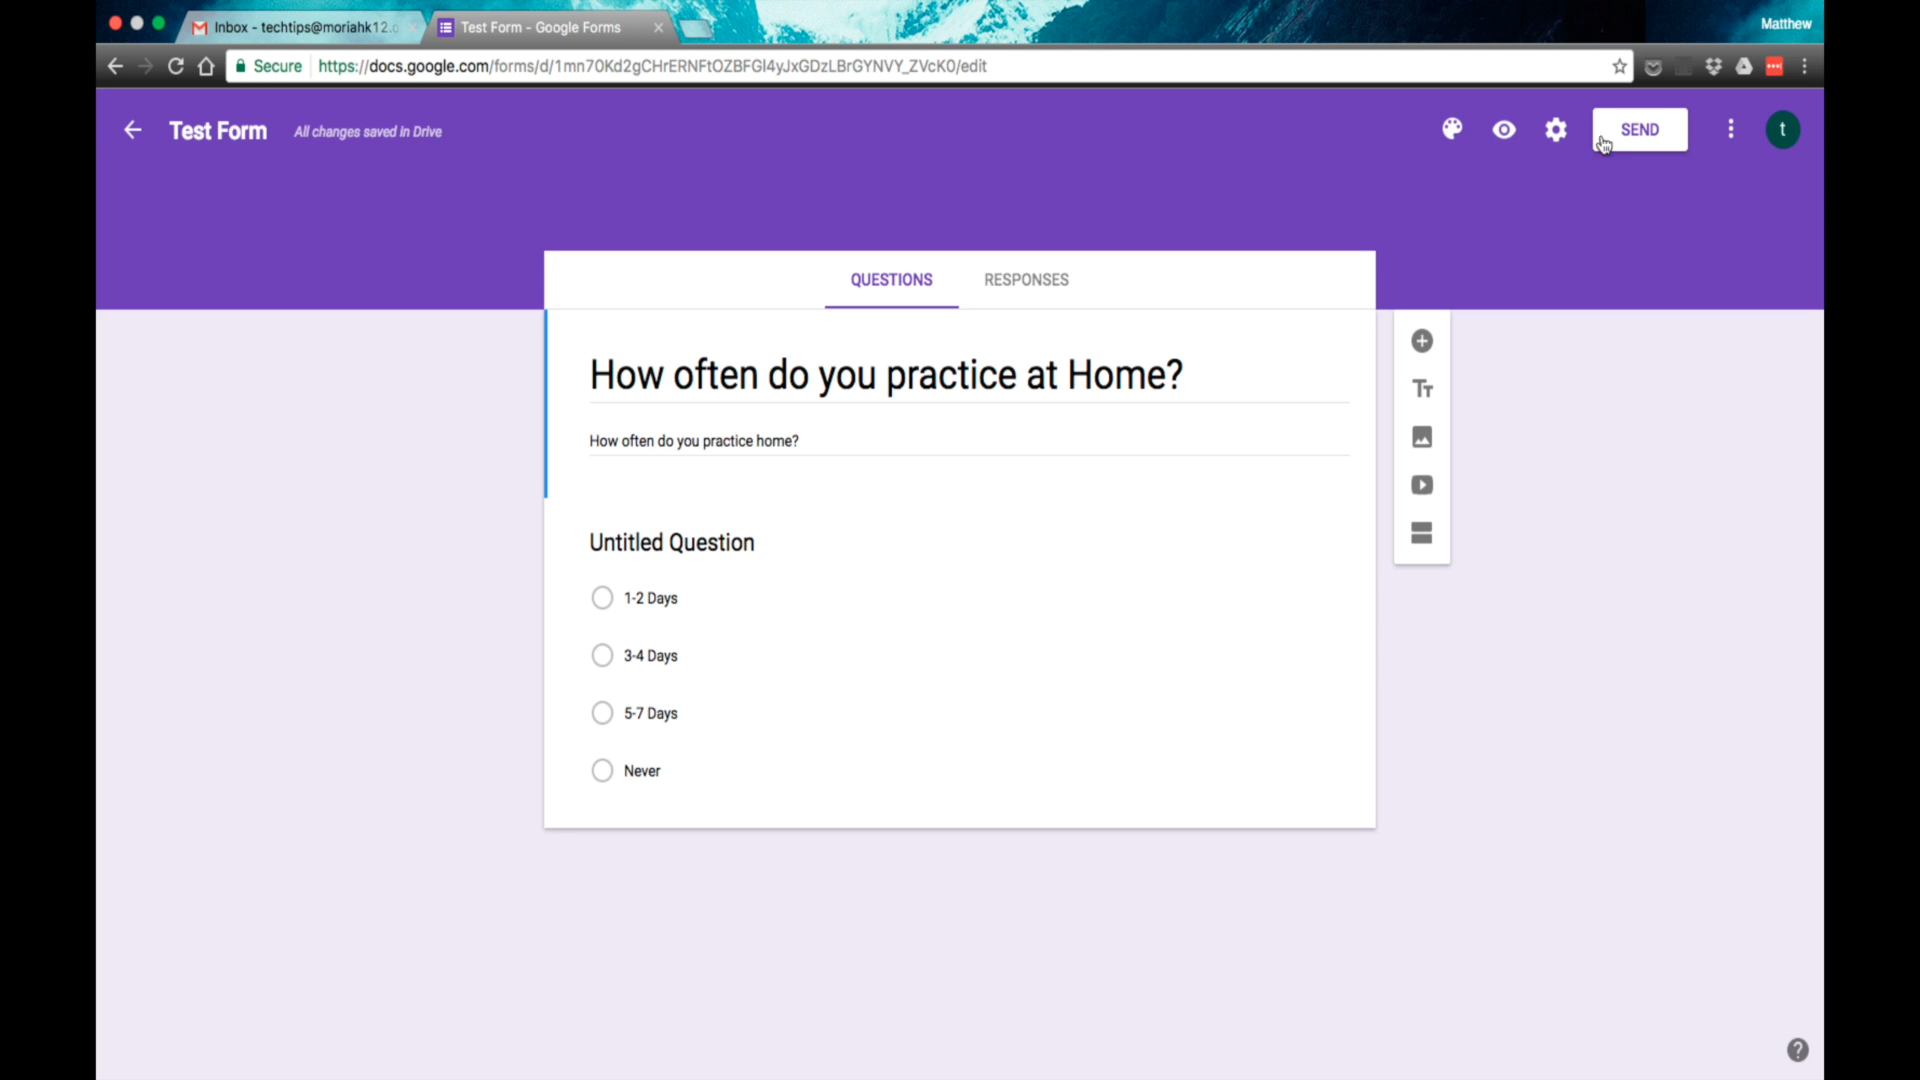 Matthew
Inbox - techtips@moriahk12.o
Test Form - Google Forms
Secure
https://docs.google.com/forms/d/1mn70Kd2gCHrERNFtOZBFGl4yJxGDzLBrGYNVY_ZVcK0/edit
Test Form
All changes saved in Drive
SEND
t
QUESTIONS
RESPONSES
How often do you practice at Home?
How often do you practice home?
Untitled Question
1-2 Days
3-4 Days
5-7 Days
Never